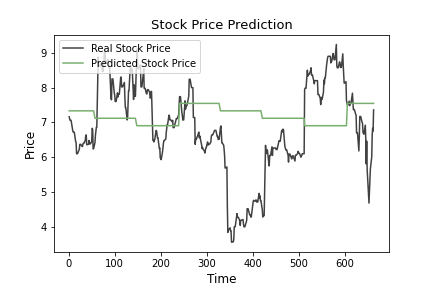 Stock Price Prediction
Real Stock Price
Predicted Stock Price
9
8
7
6
5
4
Price
0 100 200 300 400 500 600
Time